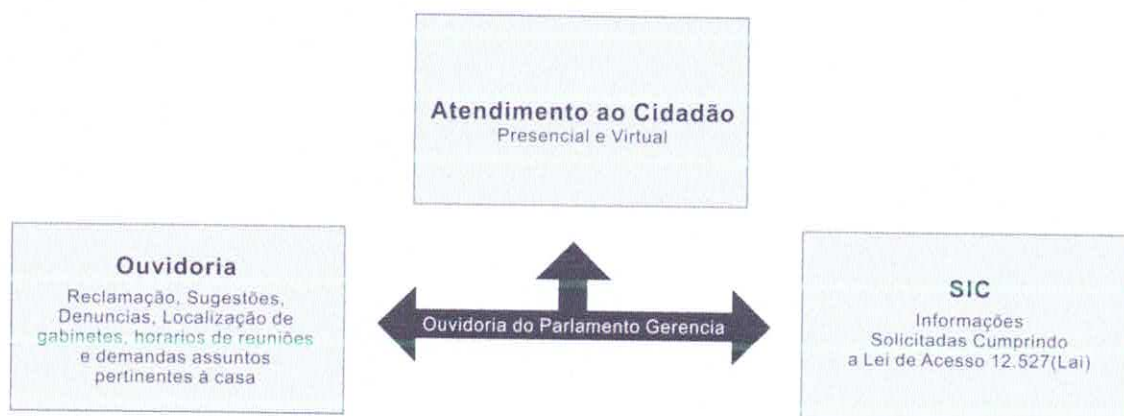 Atendimento ao Cidadão
Presencial e Virtual
Ouvidoria
Reclamação, Sugestões,
Denuncias, Localização de
gabinetes, horarios de reuniões
e demandas assuntos
pertinentes à casa
Ouvidoria do Parlamento Gerencia
SIC
Informações
Solicitadas Cumprindo
a Lei de Acesso 12.527(Lai)